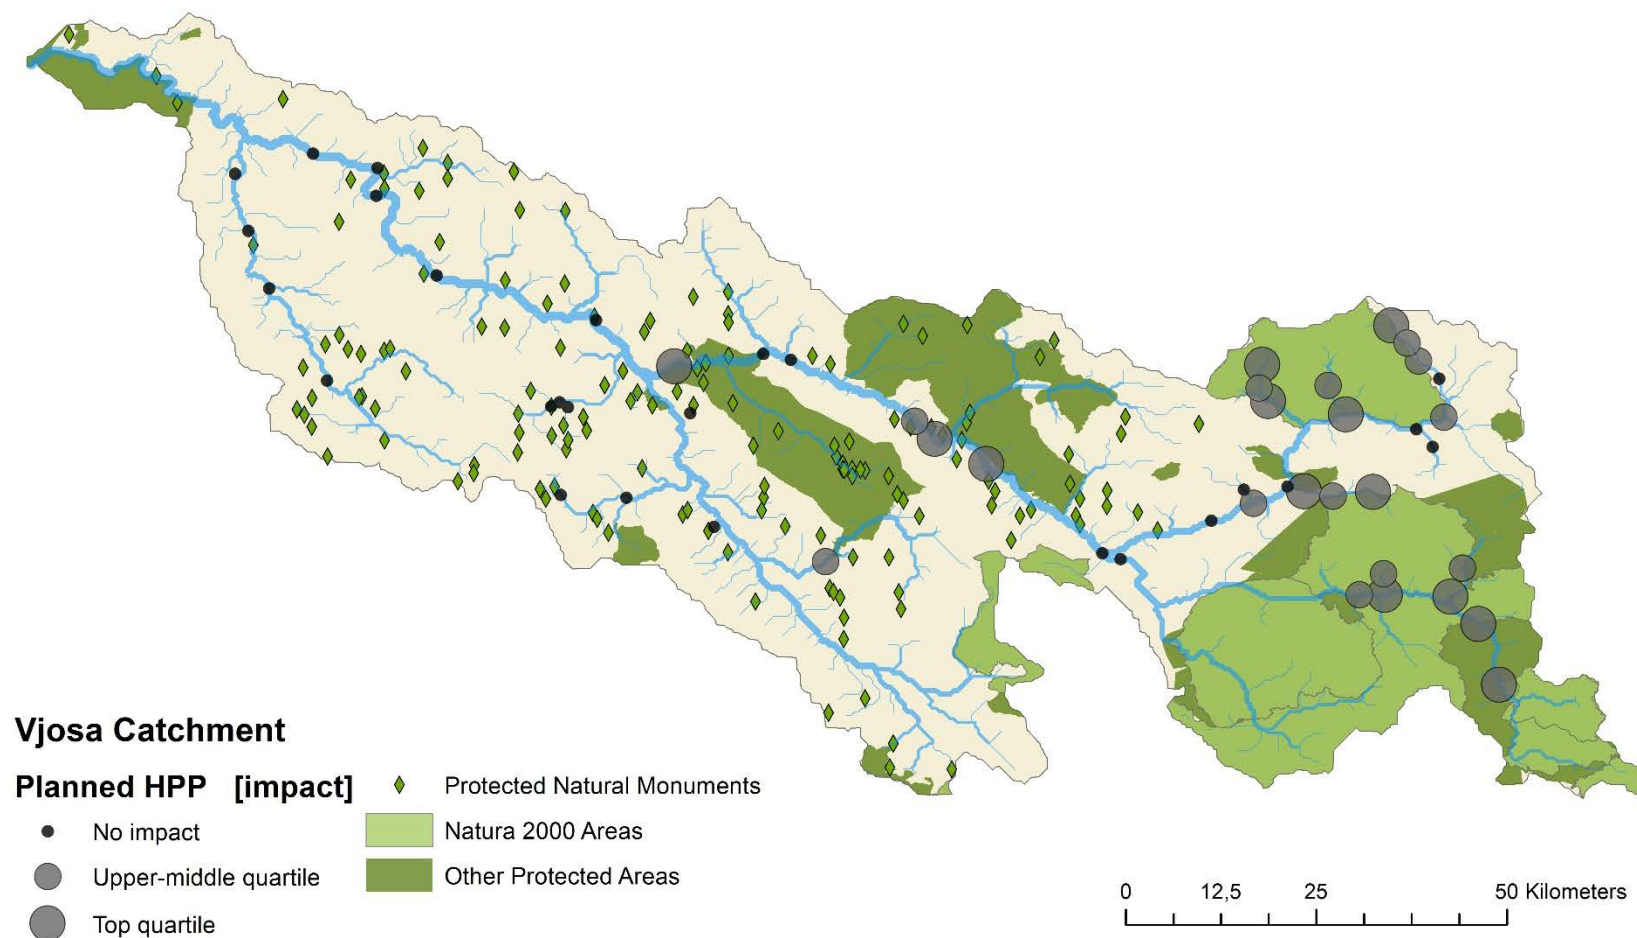 Vjosa Catchment
Planned HPP [impact]
No impact
Upper-middle quartile
Top quartile
Protected Natural Monuments
Natura 2000 Areas
Other Protected Areas
0 12,5 25 50 Kilometers